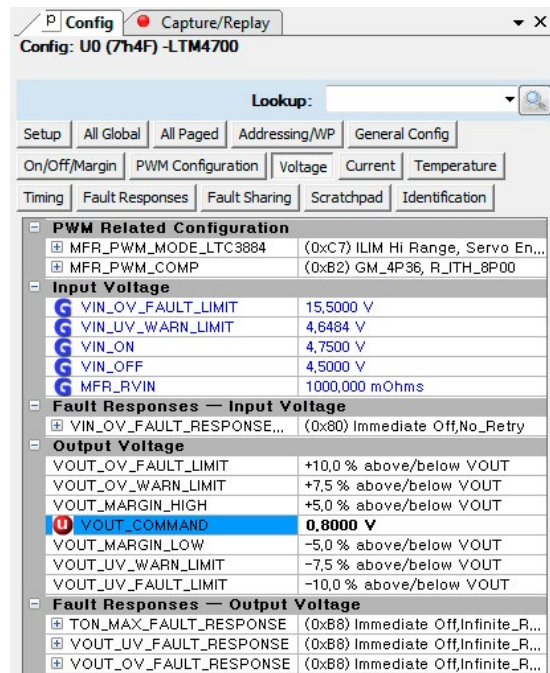 Config
Capture/Replay
Config: U0 (7'h4F) -LTM4700
Lookup:
Setup All Global All Paged Addressing/WP General Config
On/Off/Margin PWM Configuration Voltage Current Temperature
Timing Fault Responses Fault Sharing Scratchpad Identification
PWM Related Configuration
MFR_PWM_MODE_LTC3884 (0xC7) ILIM Hi Range, Servo En...
MFR_PWM_COMP (0xB2) GM_4P36, R_ITH_8P00
Input Voltage
G VIN_OV_FAULT_LIMIT 15,5000 V
G VIN_UV_WARN_LIMIT 4,6484 V
G VIN_ON 4,7500 V
G VIN_OFF 4,5000 V
G MFR_RVIN 1000,000 mOhms
Fault Responses — Input Voltage
VIN_OV_FAULT_RESPONSE... (0x80) Immediate Off,No_Retry
Output Voltage
VOUT_OV_FAULT_LIMIT +10,0 % above/below VOUT
VOUT_OV_WARN_LIMIT +7,5 % above/below VOUT
VOUT_MARGIN_HIGH +5,0 % above/below VOUT
U VOUT_COMMAND 0,8000 V
VOUT_MARGIN_LOW -5,0 % above/below VOUT
VOUT_UV_WARN_LIMIT -7,5 % above/below VOUT
VOUT_UV_FAULT_LIMIT -10,0 % above/below VOUT
Fault Responses — Output Voltage
TON_MAX_FAULT_RESPONSE (0xB8) Immediate Off,Infinite_R...
VOUT_UV_FAULT_RESPONSE (0xB8) Immediate Off,Infinite_R...
VOUT_OV_FAULT_RESPONSE (0xB8) Immediate Off,Infinite_R...